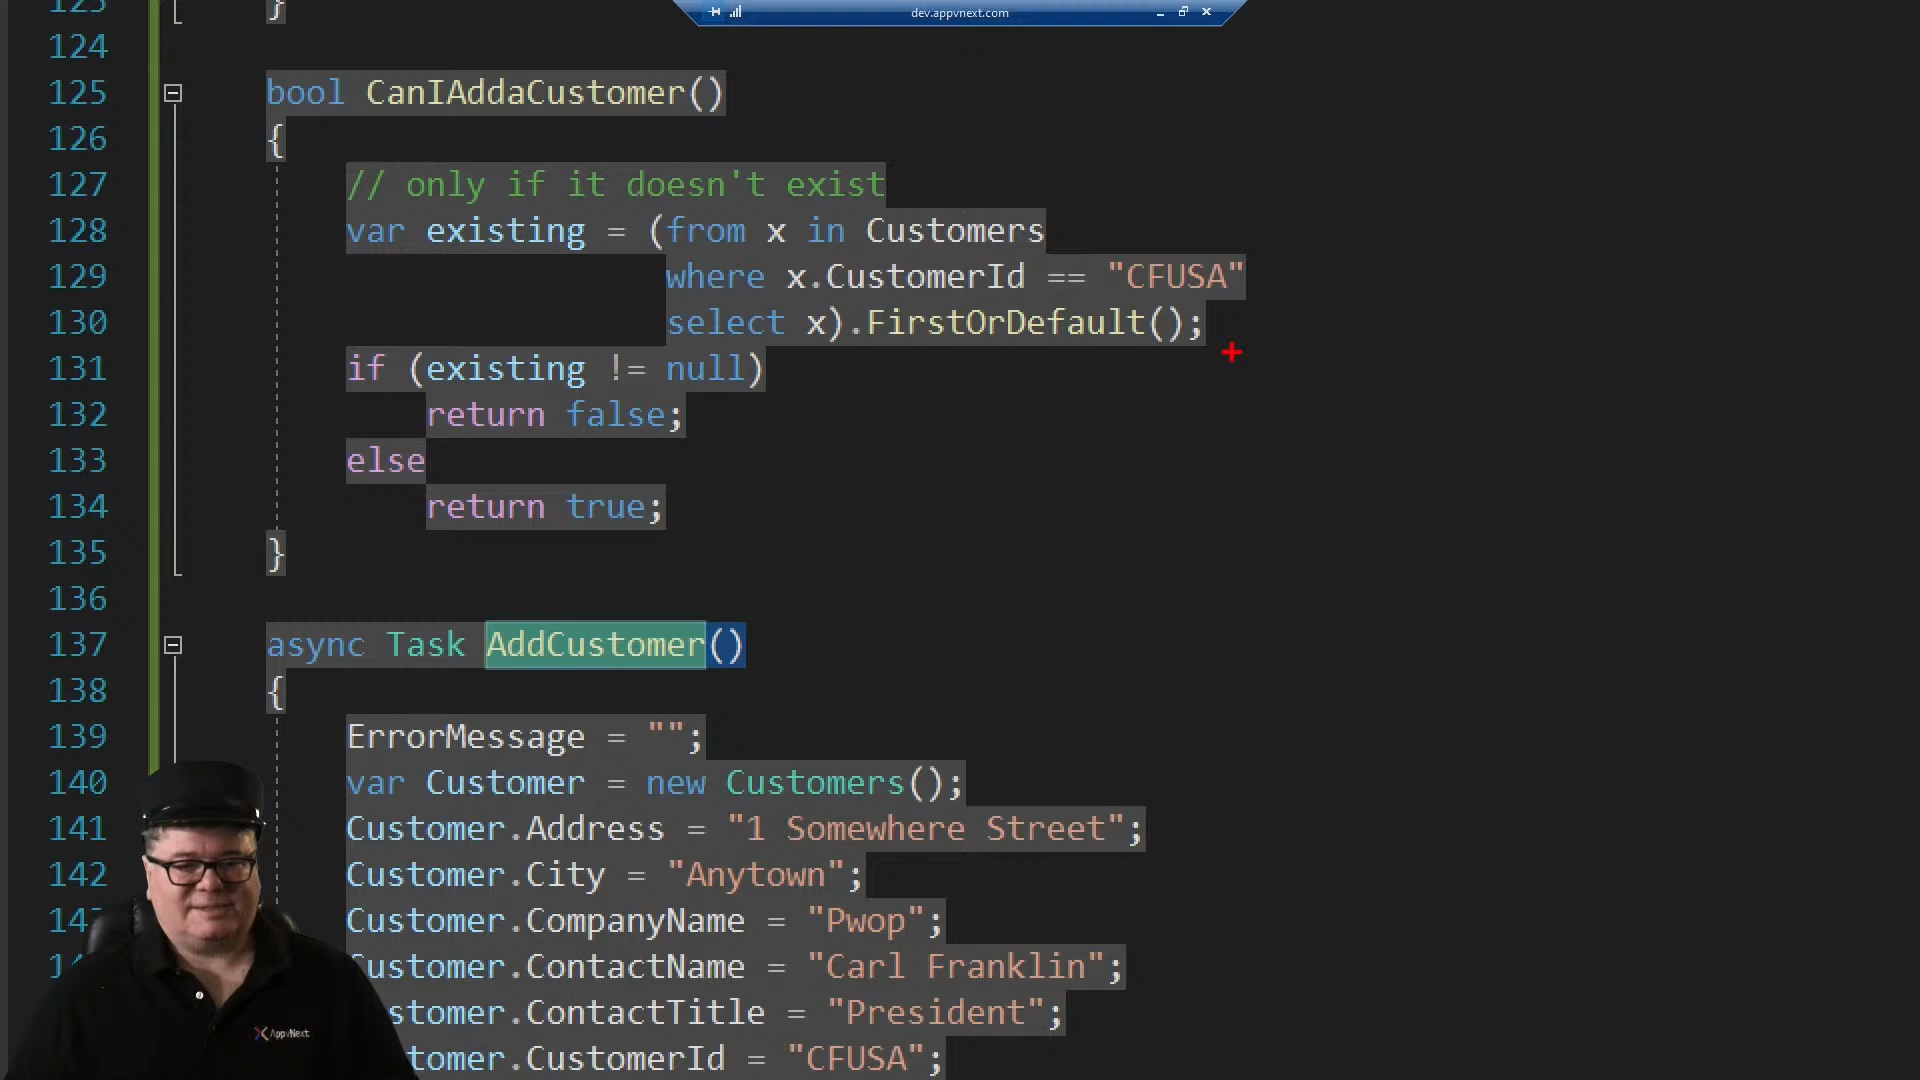 dev.appvnext.com
123 }
124
125 bool CanIAddaCustomer()
126 {
127 // only if it doesn't exist
128 var existing = (from x in Customers
129 where x.CustomerId == "CFUSA"
130 select x).FirstOrDefault();
131 if (existing != null)
132 return false;
133 else
134 return true;
135 }
136
137 async Task AddCustomer()
138 {
139 ErrorMessage = "";
140 var Customer = new Customers();
141 Customer.Address = "1 Somewhere Street";
142 Customer.City = "Anytown";
Customer.CompanyName = "Pwop";
Customer.ContactName = "Carl Franklin";
stomer.ContactTitle = "President";
tomer.CustomerId = "CFUSA";
AppvNext